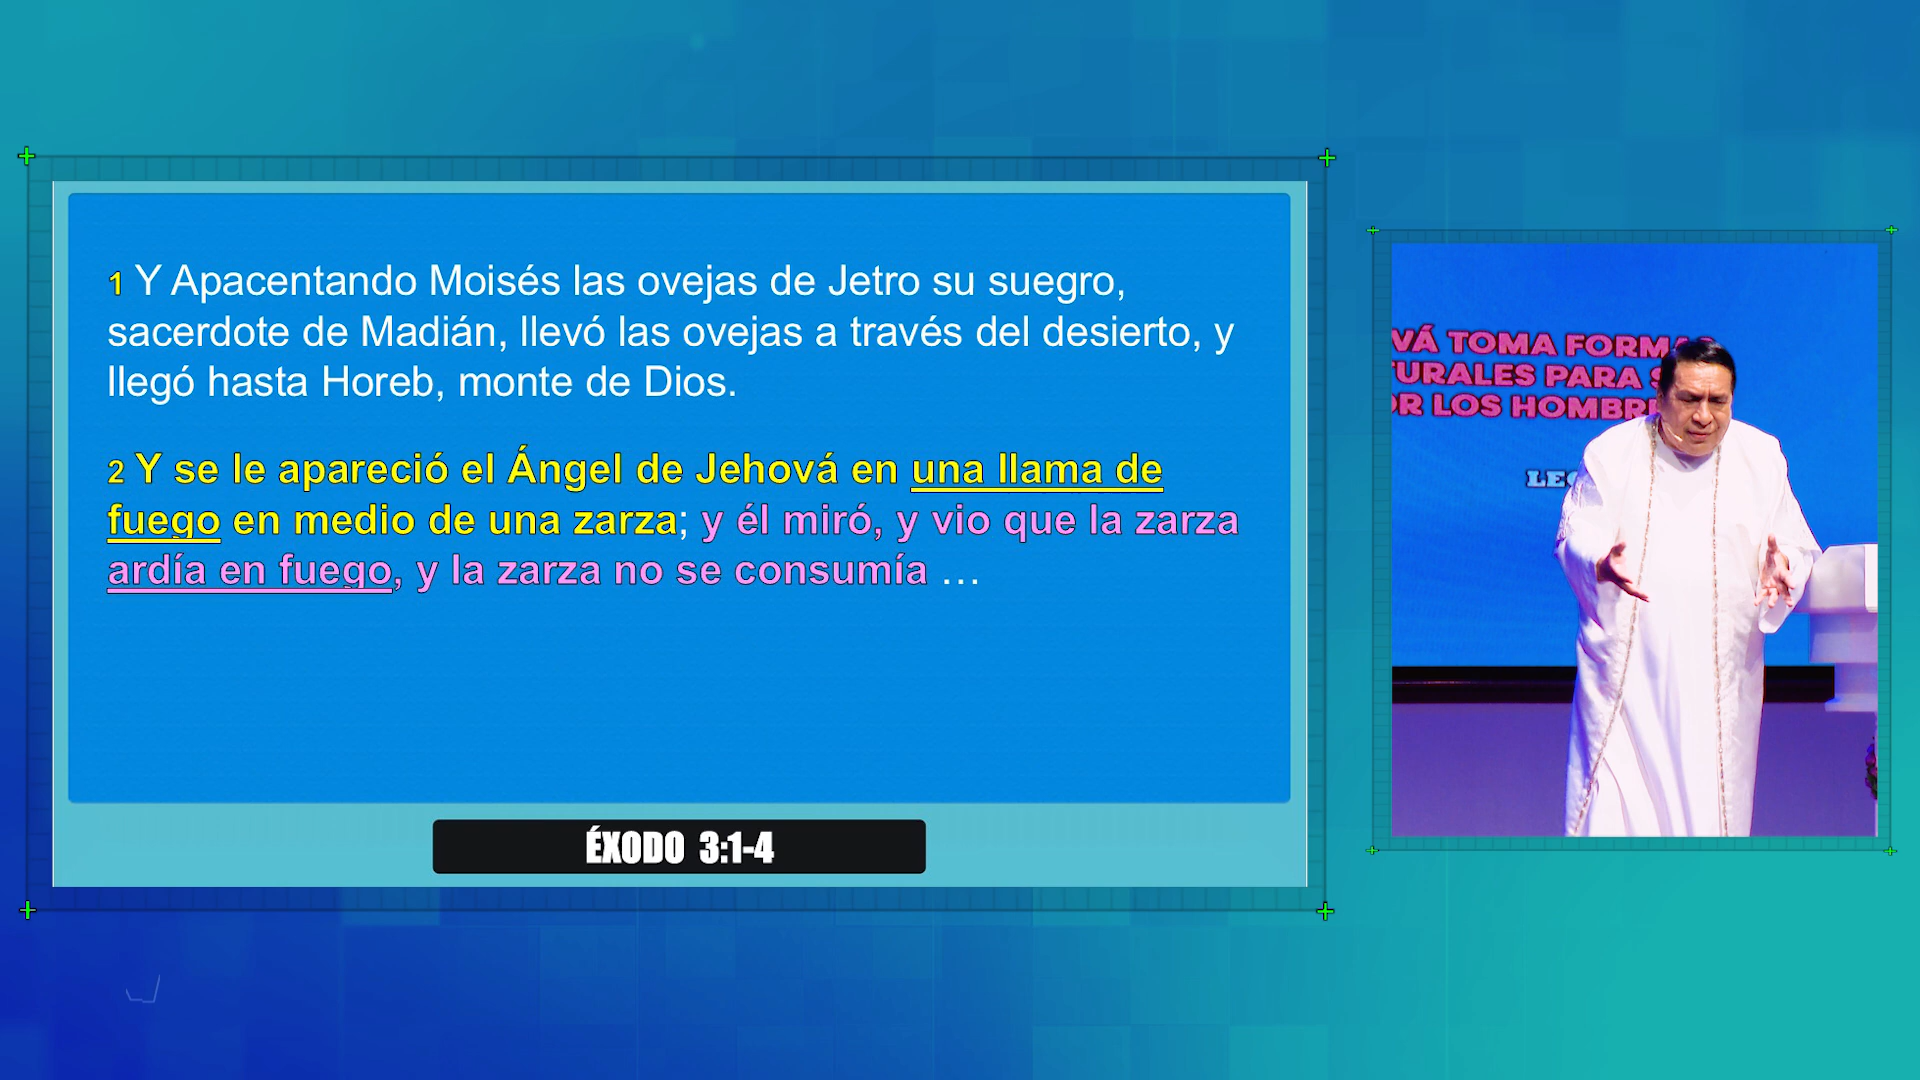 1 Y Apacentando Moisés las ovejas de Jetro su suegro,
sacerdote de Madián, llevó las ovejas a través del desierto, y
llegó hasta Horeb, monte de Dios.
2 Y se le apareció el Ángel de Jehová en una llama de
fuego en medio de una zarza; y él miró, y vio que la zarza
ardía en fuego, y la zarza no se consumía ...
ÉXODO 3:1-4
TOMA
PARA
LOS